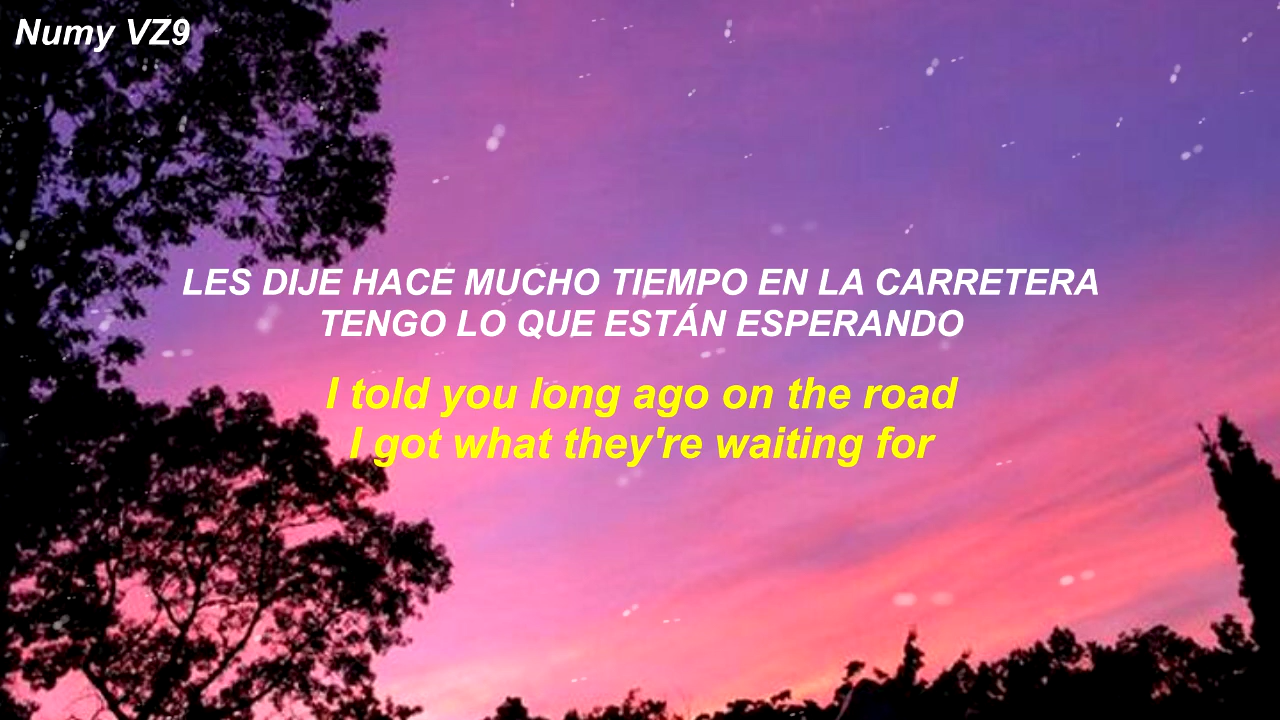 Numy VZ9
LES DIJE HACE MUCHO TIEMPO EN LA CARRETERA
TENGO LO QUE ESTÁN ESPERANDO
I told you long ago on the road
I got what they're waiting for